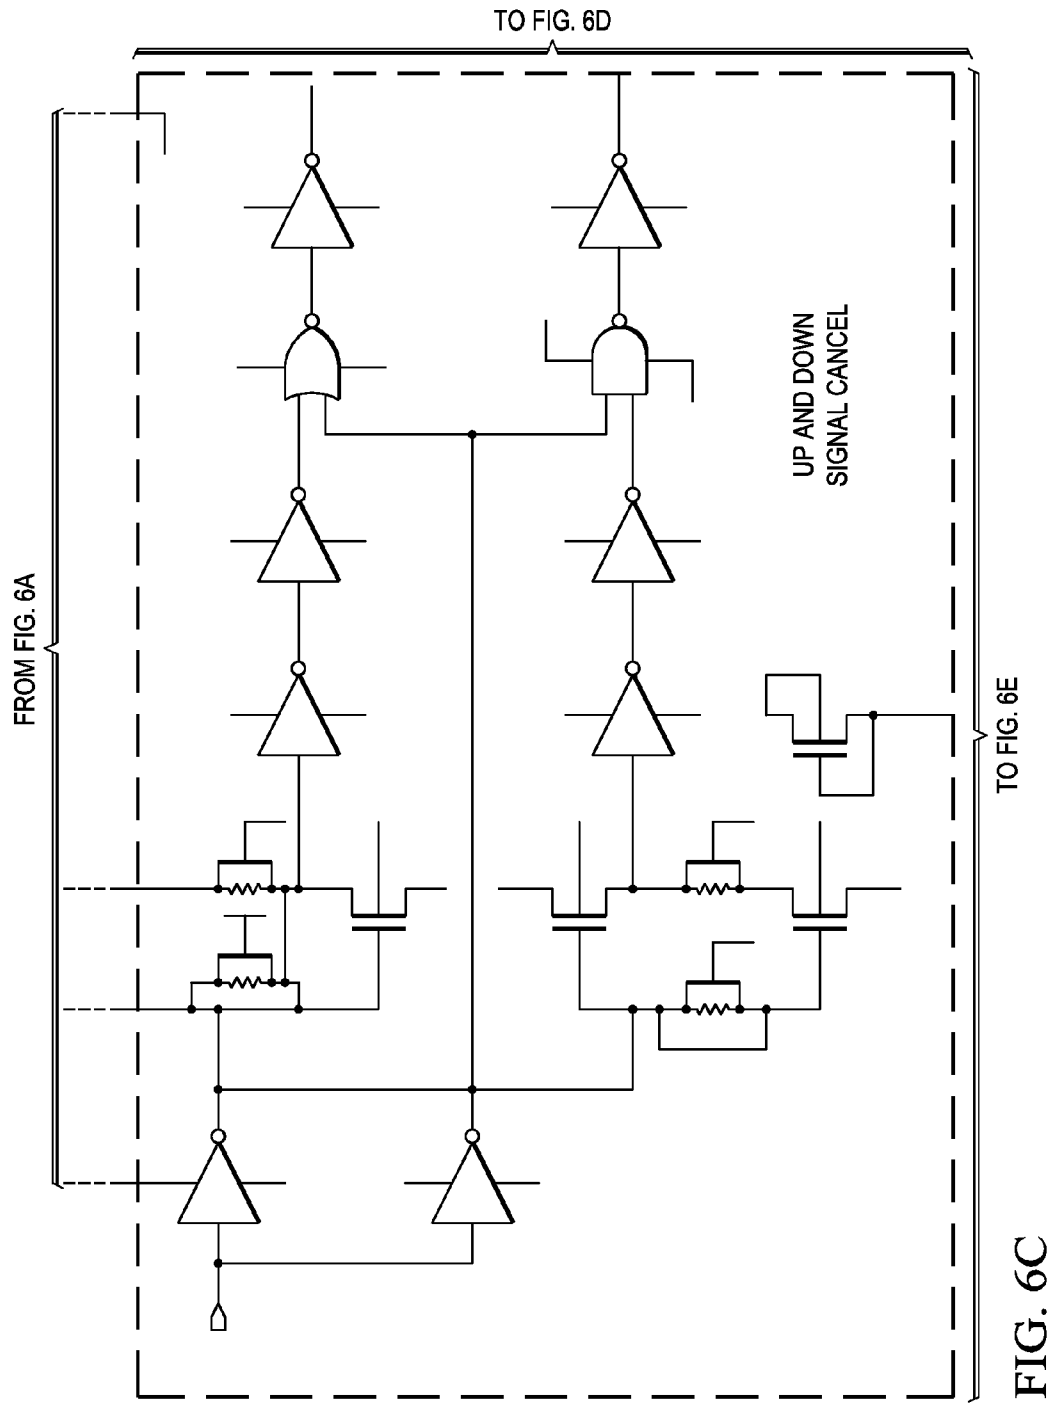 TO FIG. 6D
FROM FIG. 6A
UP AND DOWN
SIGNAL CANCEL
TO FIG. 6E
FIG. 6C